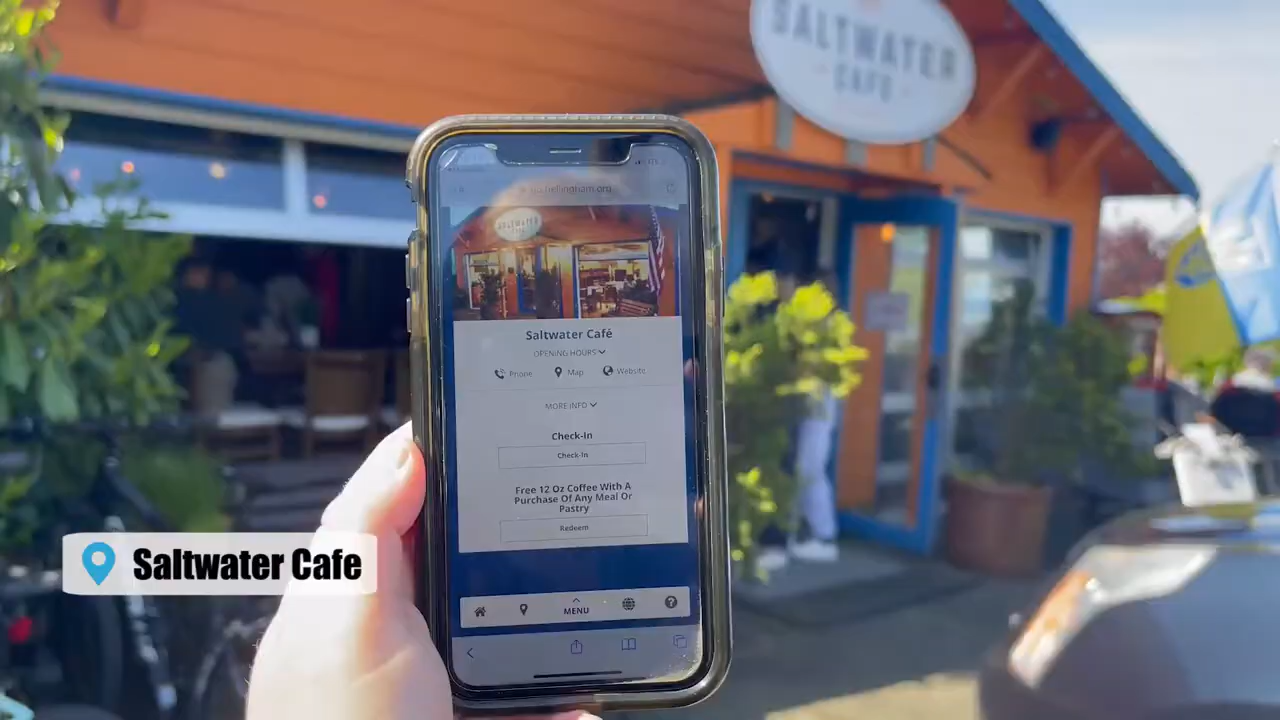 SALTWATER
CAFE
SALTWATER
Saltwater Café
OPENING HOURS
Phone
Map
Website
MORE INFO
Check-In
Check-In
Free 12 Oz Coffee With A
Purchase Of Any Meal Or
Pastry
Redeem
MENU
Saltwater Cafe